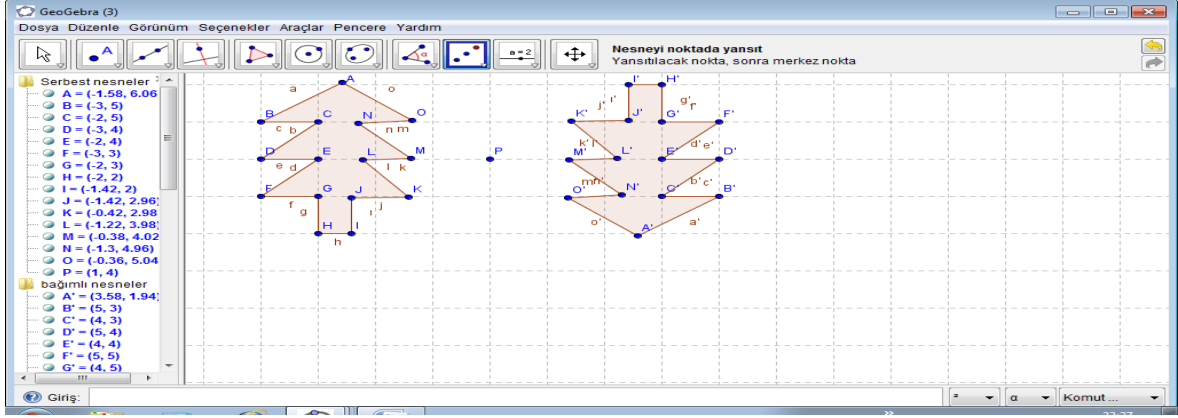 GeoGebra (3)
Dosya Düzenle Görünüm Seçenekler Araçlar Pencere Yardım
A
α
a=2
Nesneyi noktada yansıt
Yansıtılacak nokta, sonra merkez nokta
Serbest nesneler
A = (-1.58, 6.06
B = (-3, 5)
C = (-2, 5)
D = (-3, 4)
E = (-2, 4)
F = (-3, 3)
G = (-2, 3)
H = (-2, 2)
I = (-1.42, 2)
J = (-1.42, 2.96)
K = (-0.42, 2.98
L = (-1.22, 3.98)
M = (-0.38, 4.02
N = (-1.3, 4.96)
O = (-0.36, 5.04
P = (1, 4)
bağımlı nesneler
A' = (3.58, 1.94)
B' = (5, 3)
C' = (4, 3)
D' = (5, 4)
E' = (4, 4)
F' = (5, 5)
G' = (4, 5)
A I' H'
a o j' i' g' f'
B C N O K' J' G' F'
c b n m k' l' d' e'
D E L M P M' L' E' D'
e d l k m' n' b' c'
F G J K O' N' C' B'
f g i j o' a'
H I A'
h
Giriş:
α
Komut ...
22:27